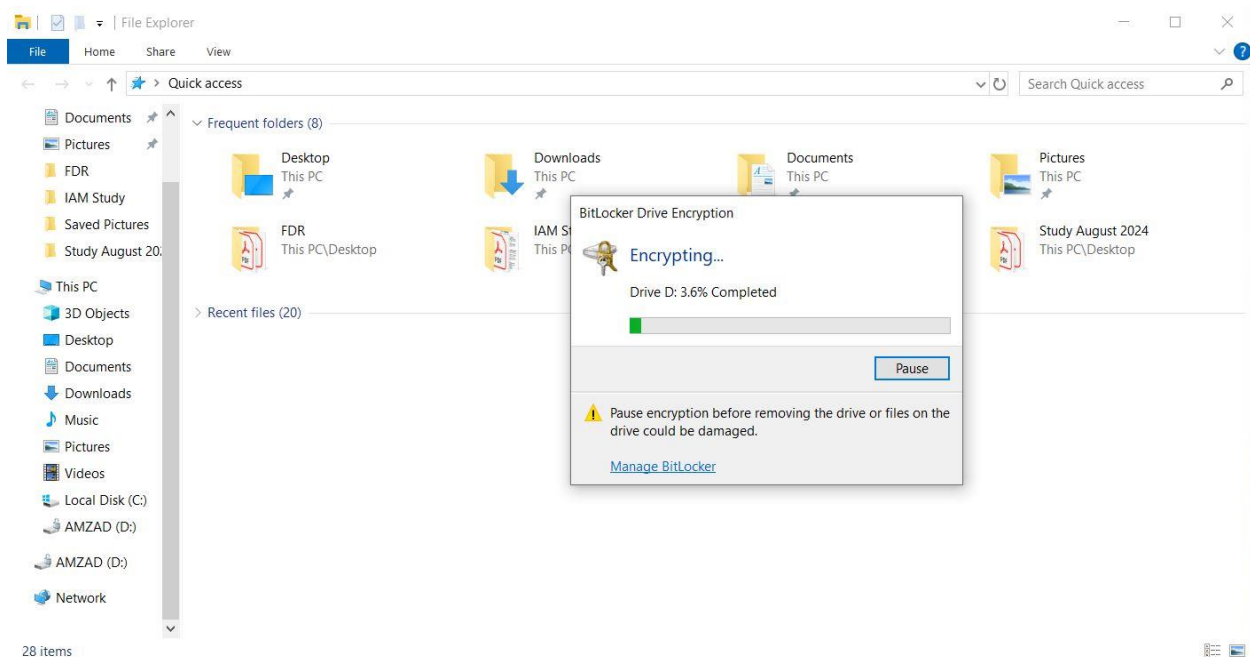 File Explorer
File Home Share View
Quick access
Search Quick access
Documents
Pictures
FDR
IAM Study
Saved Pictures
Study August 20
This PC
3D Objects
Desktop
Documents
Downloads
Music
Pictures
Videos
Local Disk (C:)
AMZAD (D:)
AMZAD (D:)
Network
Frequent folders (8)
Desktop
This PC
Downloads
This PC
Documents
This PC
Pictures
This PC
FDR
This PC\Desktop
IAM
This
Study August 2024
This PC\Desktop
Recent files (20)
BitLocker Drive Encryption
Encrypting...
Drive D: 3.6% Completed
Pause
Pause encryption before removing the drive or files on the
drive could be damaged.
Manage BitLocker
28 items